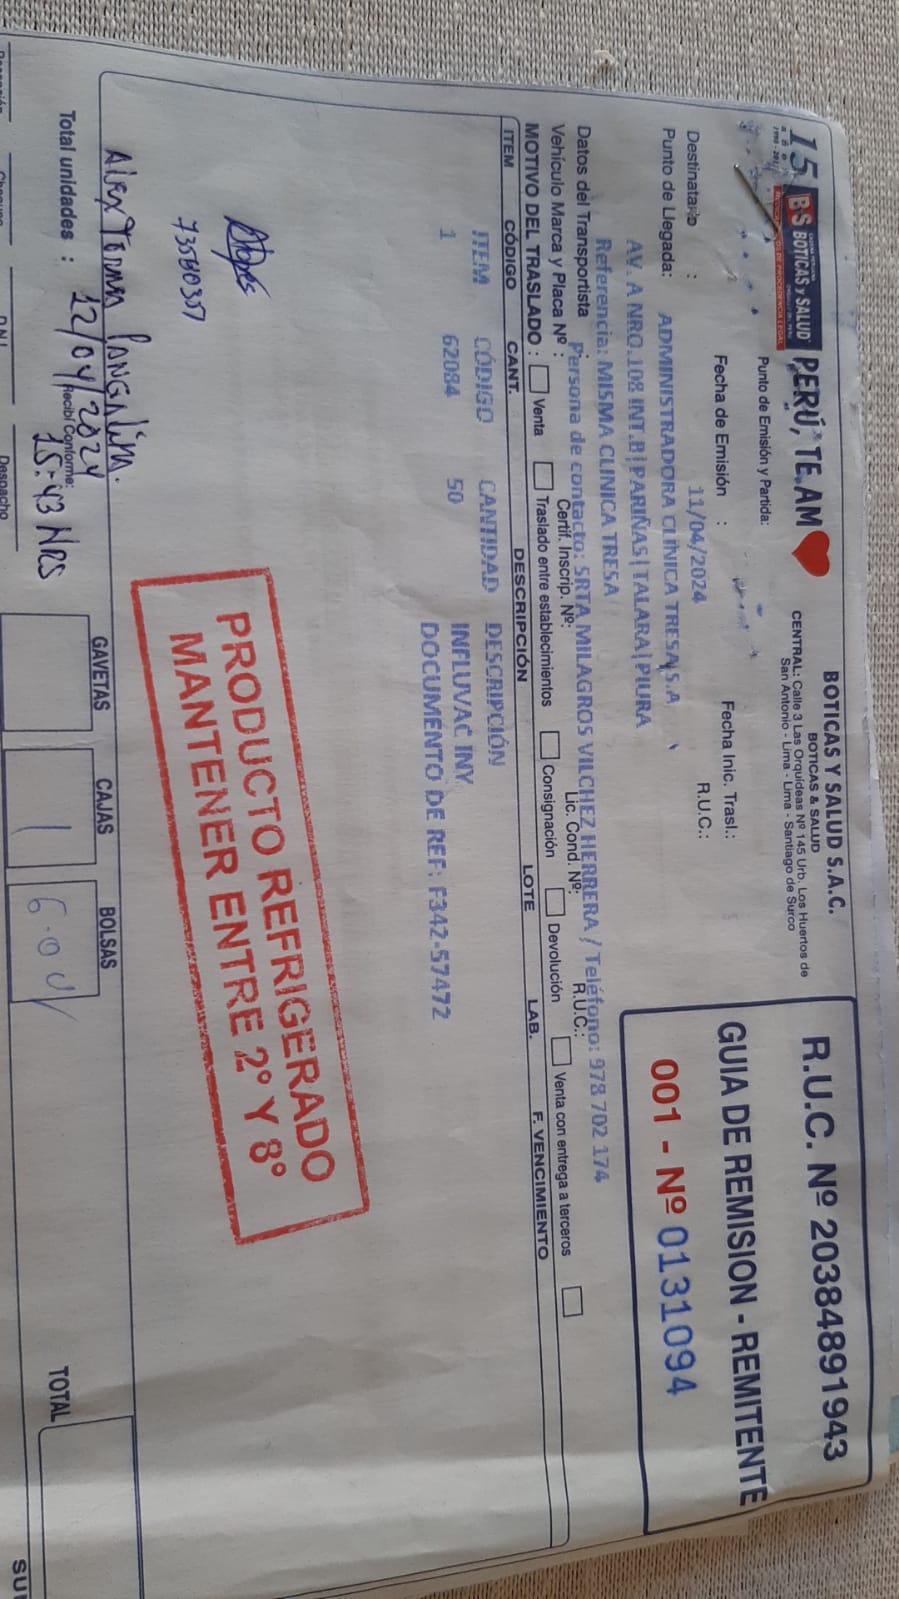 15 BS BOTICAS y SALUD PERÚ, TE AM
BOTICAS Y SALUD S.A.C.
BOTICAS & SALUD
CENTRAL: Calle 3 Las Orquídeas Nº 145 Urb. Los Huertos de
San Antonio - Lima - Lima - Santiago de Surco
R.U.C. Nº 20384891943
GUIA DE REMISION - REMITENTE
001 - Nº 0131094
Punto de Emisión y Partida:
Fecha de Emisión : Fecha Inic. Trasl.:
11/04/2024 R.U.C.:
Destinatario :
Punto de Llegada: ADMINISTRADORA CLÍNICA TRESA S.A
AV. A NRO.108 INT.B|PARIÑAS|TALARA|PIURA
Referencia: MISMA CLINICA TRESA
Datos del Transportista Persona de contacto: SRTA MILAGROS VILCHEZ HERRERA / Teléfono: 978 702 174
Vehículo Marca y Placa Nº : Certif. Inscrip. Nº: Lic. Cond. Nº: R.U.C.:
MOTIVO DEL TRASLADO : Venta Traslado entre establecimientos Consignación Devolución Venta con entrega a terceros
ITEM CÓDIGO CANT. DESCRIPCIÓN LOTE LAB. F. VENCIMIENTO
ITEM CÓDIGO CANTIDAD DESCRIPCIÓN
1 62084 50 INFLUVAC INY
DOCUMENTO DE REF: F342-57472
PRODUCTO REFRIGERADO
MANTENER ENTRE 2° Y 8°
12/04/2024
15:43 Hrs
Total unidades :
Recibí Conforme:
GAVETAS CAJAS BOLSAS
1
TOTAL
Despacho